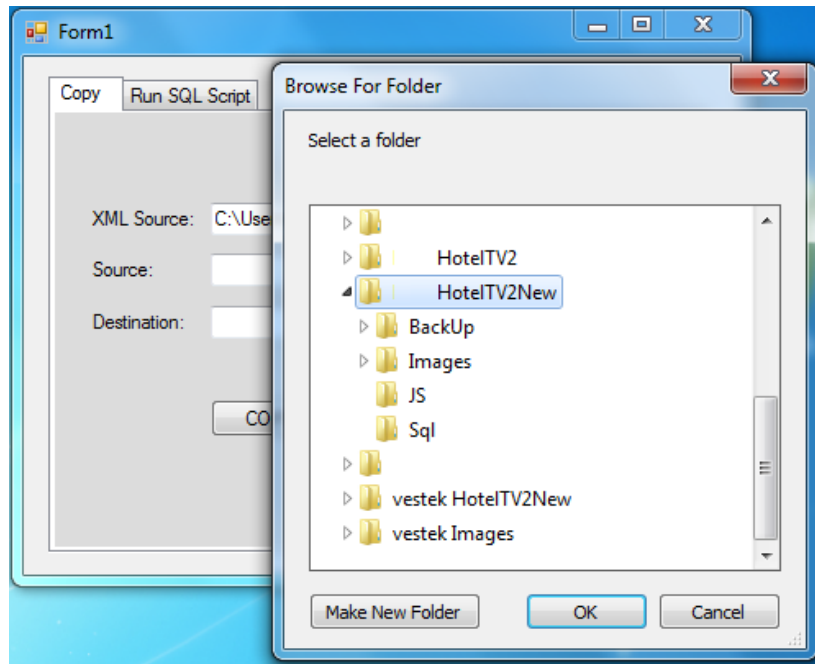 Form1
Copy
Run SQL Script
XML Source:
C:\Use
Source:
Destination:
CO
Browse For Folder
Select a folder
HotelTV2
HotelTV2New
BackUp
Images
JS
Sql
vestek HotelTV2New
vestek Images
Make New Folder
OK
Cancel